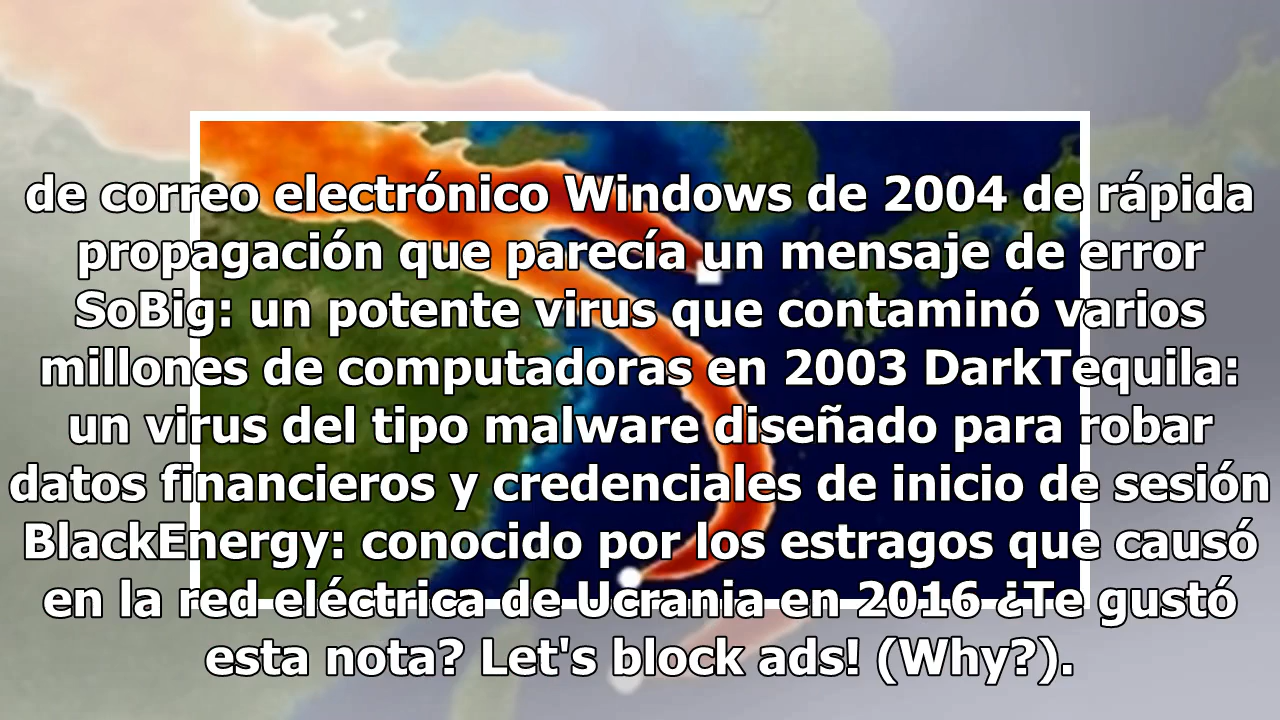 de correo electrónico Windows de 2004 de rápida
propagación que parecía un mensaje de error
SoBig: un potente virus que contaminó varios
millones de computadoras en 2003 DarkTequila:
un virus del tipo malware diseñado para robar
datos financieros y credenciales de inicio de sesión
BlackEnergy: conocido por los estragos que causó
en la red eléctrica de Ucrania en 2016 ¿Te gustó
esta nota? Let's block ads! (Why?).